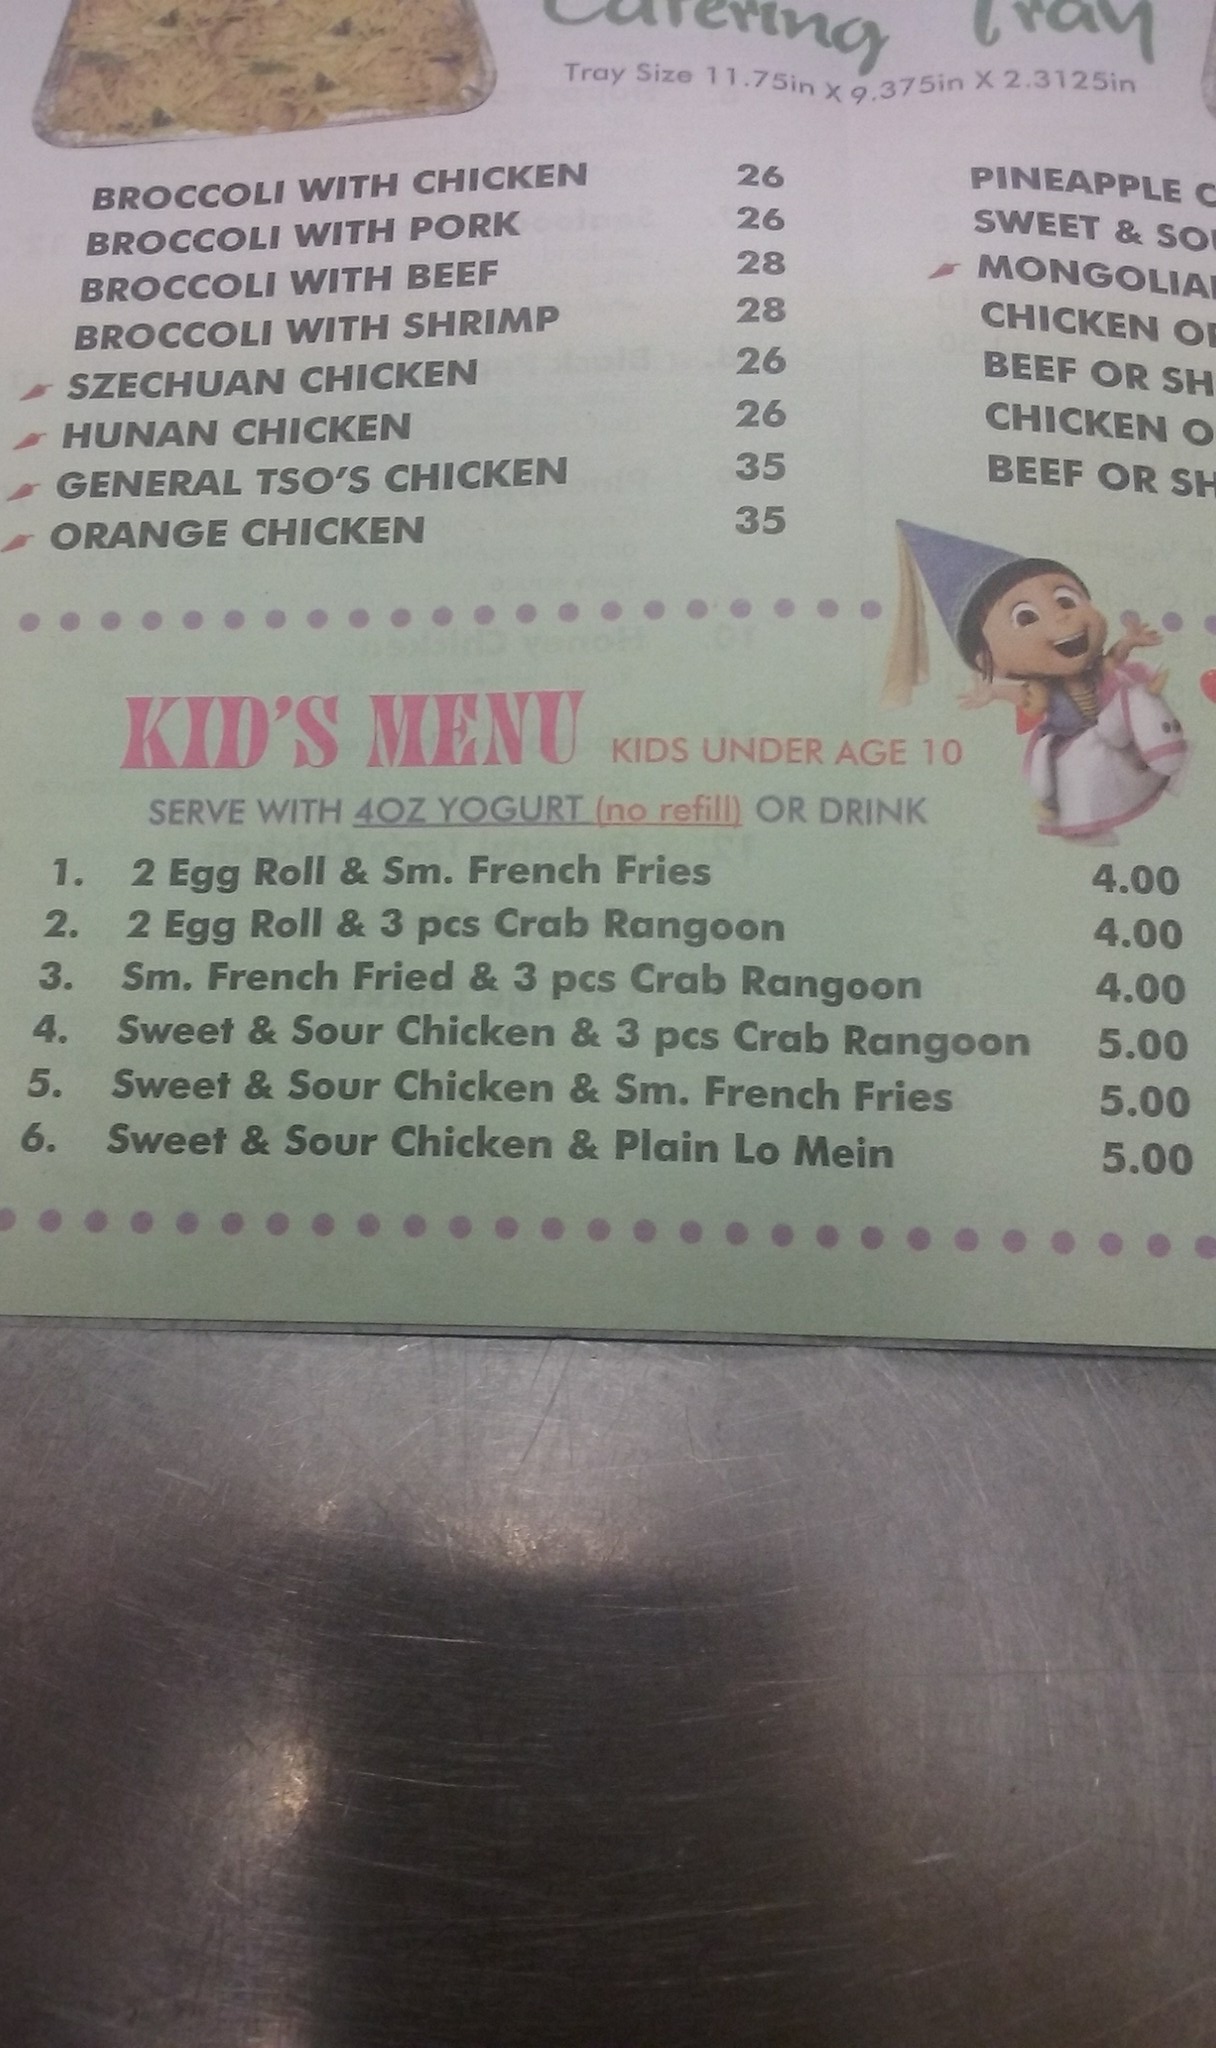 Catering Tray
Tray Size 11.75in X 9.375in X 2.3125in
BROCCOLI WITH CHICKEN 26
BROCCOLI WITH PORK 26
BROCCOLI WITH BEEF 28
BROCCOLI WITH SHRIMP 28
SZECHUAN CHICKEN 26
HUNAN CHICKEN 26
GENERAL TSO'S CHICKEN 35
ORANGE CHICKEN 35
PINEAPPLE
SWEET &
CHICKEN
BEEF OR
CHICKEN
BEEF OR
KID'S MENU KIDS UNDER AGE 10
SERVE WITH 4OZ YOGURT (no refill) OR DRINK
1. 2 Egg Roll & Sm. French Fries 4.00
2. 2 Egg Roll & 3 pcs Crab Rangoon 4.00
3. Sm. French Fried & 3 pcs Crab Rangoon 4.00
4. Sweet & Sour Chicken & 3 pcs Crab Rangoon 5.00
5. Sweet & Sour Chicken & Sm. French Fries 5.00
6. Sweet & Sour Chicken & Plain Lo Mein 5.00